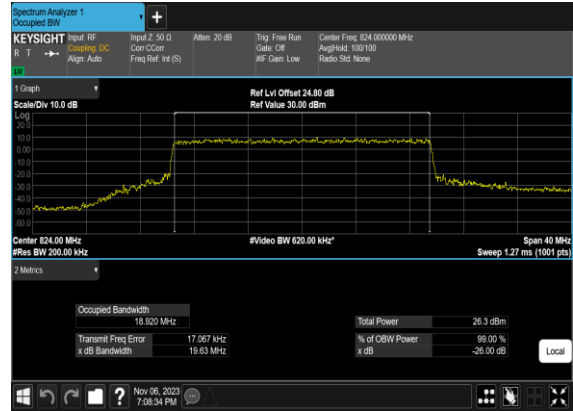 Spectrum Analyzer 1
Occupied BW
+
KEYSIGHT Input: RF Input Z: 50 Ω Atten: 20 dB Trig: Free Run Center Freq: 824.000000 MHz
R T Coupling: DC Corr CCorr Gate: Off Avg|Hold: 100/100
Align: Auto Freq Ref: Int (S) #IF Gain: Low Radio Std: None
1 Graph
Ref Lvl Offset 24.80 dB
Scale/Div 10.0 dB Ref Value 30.00 dBm
Log
20.0
10.0
0.00
-10.0
-20.0
-30.0
-40.0
-50.0
-60.0
Center 824.00 MHz #Video BW 620.00 kHz* Span 40 MHz
#Res BW 200.00 kHz Sweep 1.27 ms (1001 pts)
2 Metrics
Occupied Bandwidth
18.920 MHz Total Power 26.3 dBm
Transmit Freq Error 17.067 kHz % of OBW Power 99.00 %
x dB Bandwidth 19.63 MHz x dB -26.00 dB
Local
?
Nov 06, 2023
7:08:34 PM